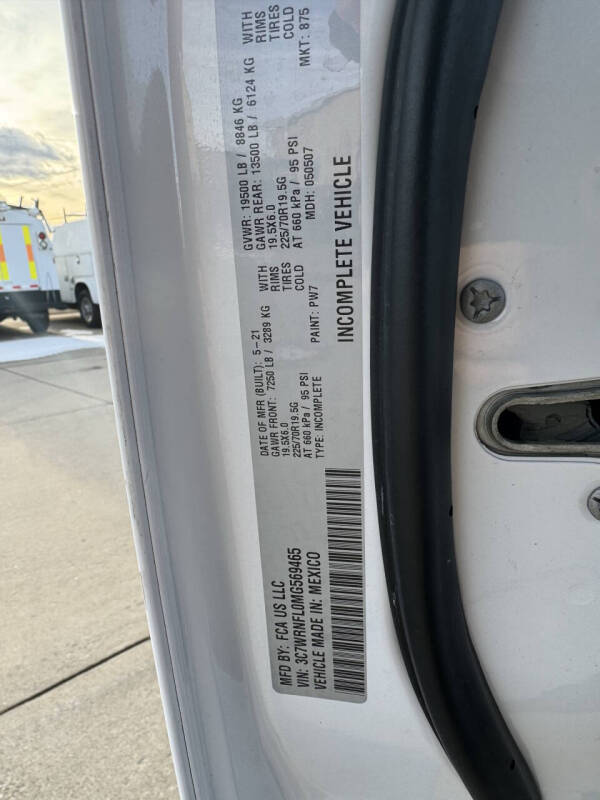 MFD BY: FCA US LLC
VIN: 3C7WRNFL0MG569465
VEHICLE MADE IN: MEXICO
DATE OF MFR (BUILT): 5-21
GAWR FRONT: 7250 LB / 3289 KG WITH
19.5X6.0 RIMS
225/70R19.5G TIRES
AT 660 kPa / 95 PSI COLD
TYPE: INCOMPLETE PAINT: PW7
GVWR: 19500 LB / 8846 KG
GAWR REAR: 13500 LB / 6124 KG WITH
19.5X6.0 RIMS
225/70R19.5G TIRES
AT 660 kPa / 95 PSI COLD
MDH: 050507 MKT: 875
INCOMPLETE VEHICLE